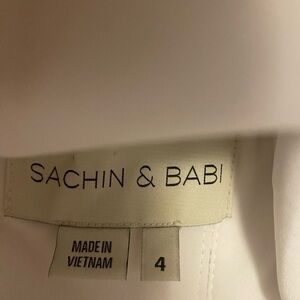 SACHIN & BABI
MADE IN
VIETNAM
4